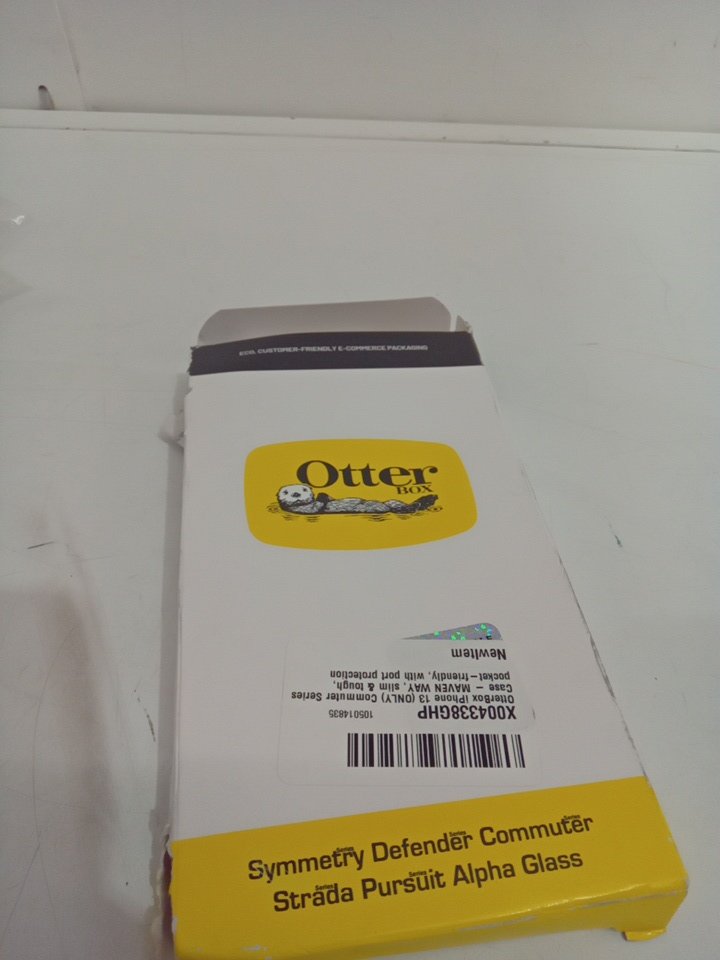 ECO, CUSTOMER-FRIENDLY E-COMMERCE PACKAGING
Otter
BOX
X004338GHP 105014835
OtterBox iPhone 13 (ONLY) Commuter Series
Case - MAVEN WAY, slim & tough,
pocket-friendly, with port protection
NewItem
Symmetry Series Defender Series Commuter Series
Strada Series Pursuit Series Alpha Glass